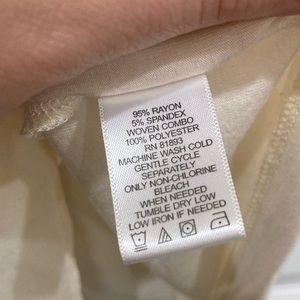 95% RAYON
5% SPANDEX
WOVEN COMBO
100% POLYESTER
RN 81893
MACHINE WASH COLD
GENTLE CYCLE
SEPARATELY
ONLY NON-CHLORINE
BLEACH
WHEN NEEDED
TUMBLE DRY LOW
LOW IRON IF NEEDED